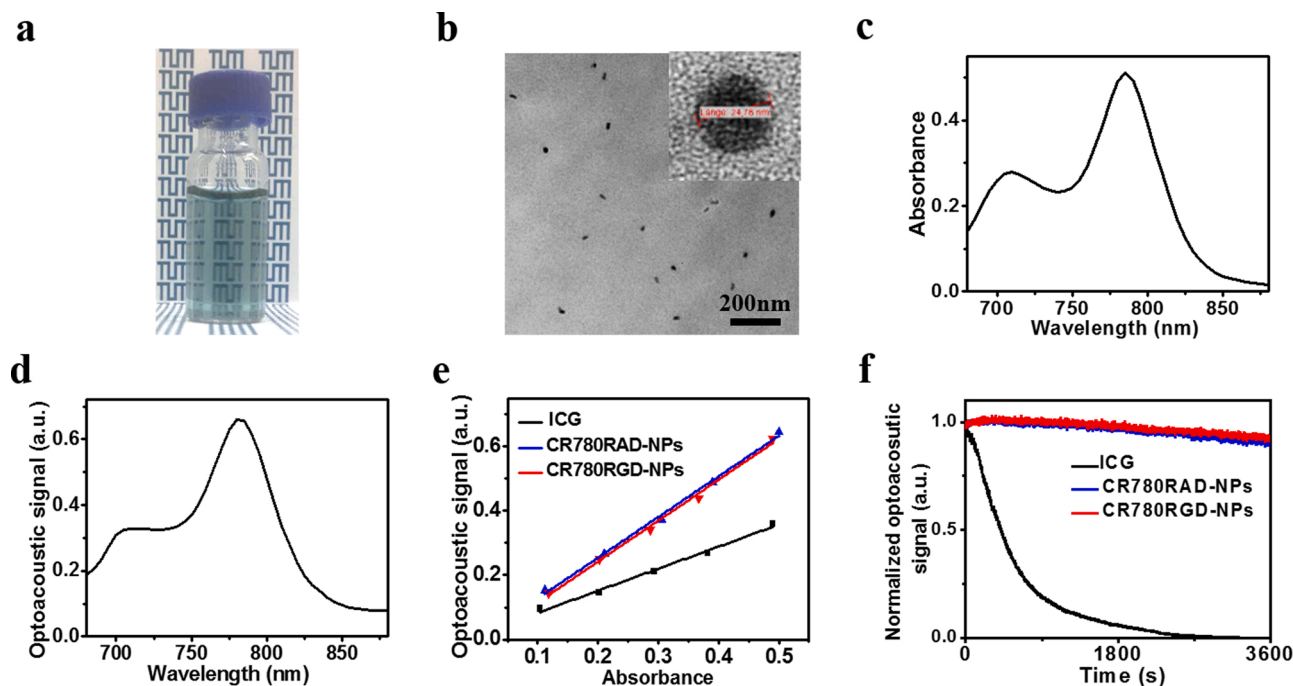 a
b
c
TUM
Länge: 24,76 nm
200nm
Absorbance
0.4
0.2
0.0
700
750
800
850
Wavelength (nm)
d
e
f
Optoacoustic signal (a.u.)
0.6
0.4
0.2
0.0
700
750
800
850
Wavelength (nm)
Optoacoustic signal (a.u.)
0.6
0.4
0.2
0.0
ICG
CR780RAD-NPs
CR780RGD-NPs
0.1
0.2
0.3
0.4
0.5
Absorbance
Normalized optoacosutic
signal (a.u.)
1.0
0.5
0.0
ICG
CR780RAD-NPs
CR780RGD-NPs
0
1800
3600
Time (s)